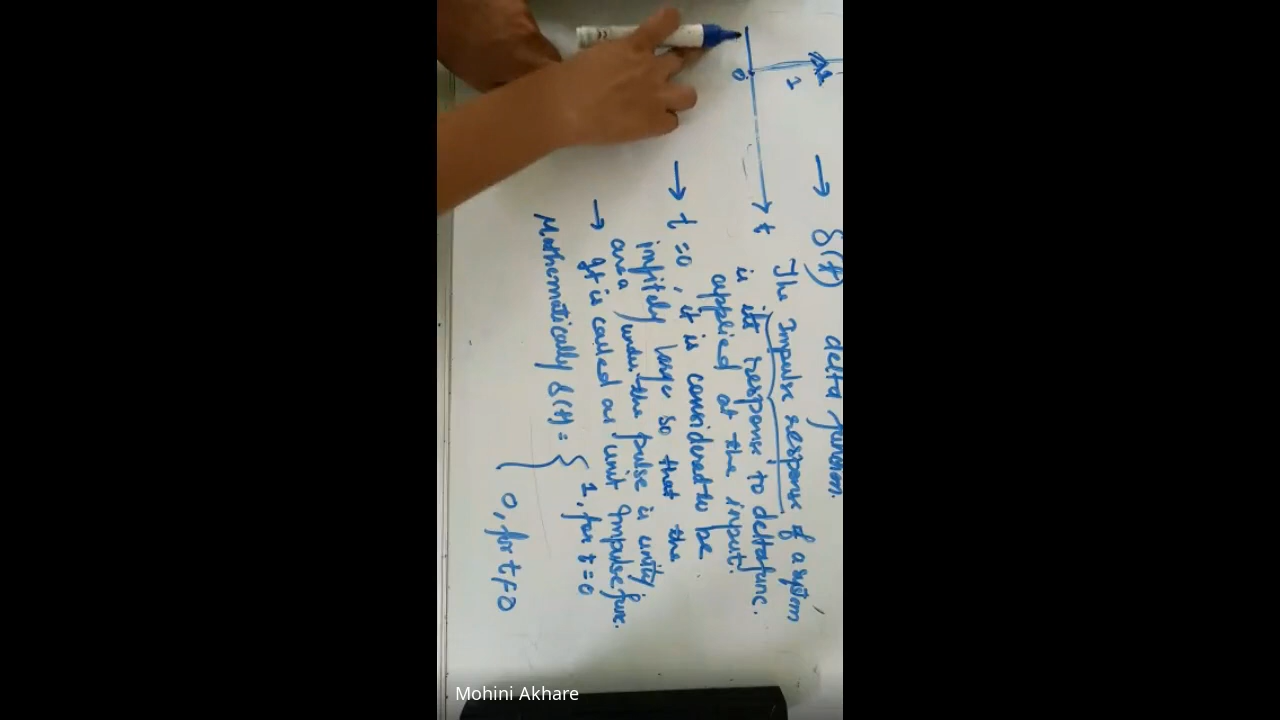 1
0
t
→ δ(t) delta function.
The Impulse response of a system
is its response to delta func.
applied at the input.
→ t=0, it is considered to be
infitely large so that the
area under the pulse is unity.
→ It is called as unit Impulse func.
Mathematically δ(t) = { 1, for t=0
0, for t≠0
Mohini Akhare